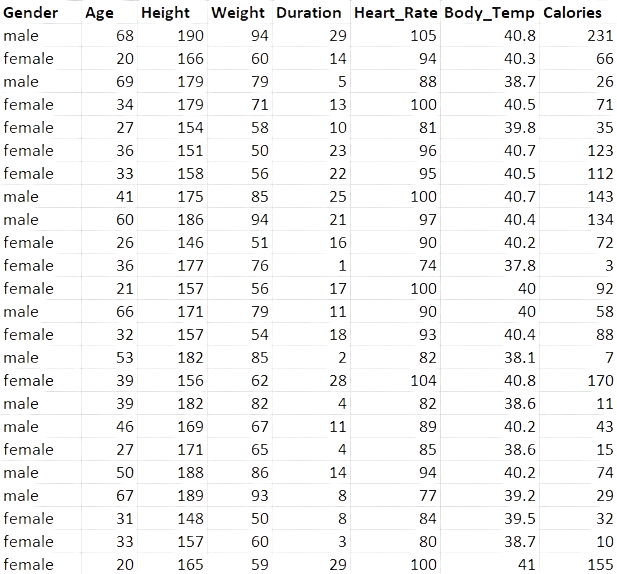 Gender Age Height Weight Duration Heart_Rate Body_Temp Calories
male 68 190 94 29 105 40.8 231
female 20 166 60 14 94 40.3 66
male 69 179 79 5 88 38.7 26
female 34 179 71 13 100 40.5 71
female 27 154 58 10 81 39.8 35
female 36 151 50 23 96 40.7 123
female 33 158 56 22 95 40.5 112
male 41 175 85 25 100 40.7 143
male 60 186 94 21 97 40.4 134
female 26 146 51 16 90 40.2 72
female 36 177 76 1 74 37.8 3
female 21 157 56 17 100 40 92
male 66 171 79 11 90 40 58
female 32 157 54 18 93 40.4 88
male 53 182 85 2 82 38.1 7
female 39 156 62 28 104 40.8 170
male 39 182 82 4 82 38.6 11
male 46 169 67 11 89 40.2 43
female 27 171 65 4 85 38.6 15
male 50 188 86 14 94 40.2 74
male 67 189 93 8 77 39.2 29
female 31 148 50 8 84 39.5 32
female 33 157 60 3 80 38.7 10
female 20 165 59 29 100 41 155